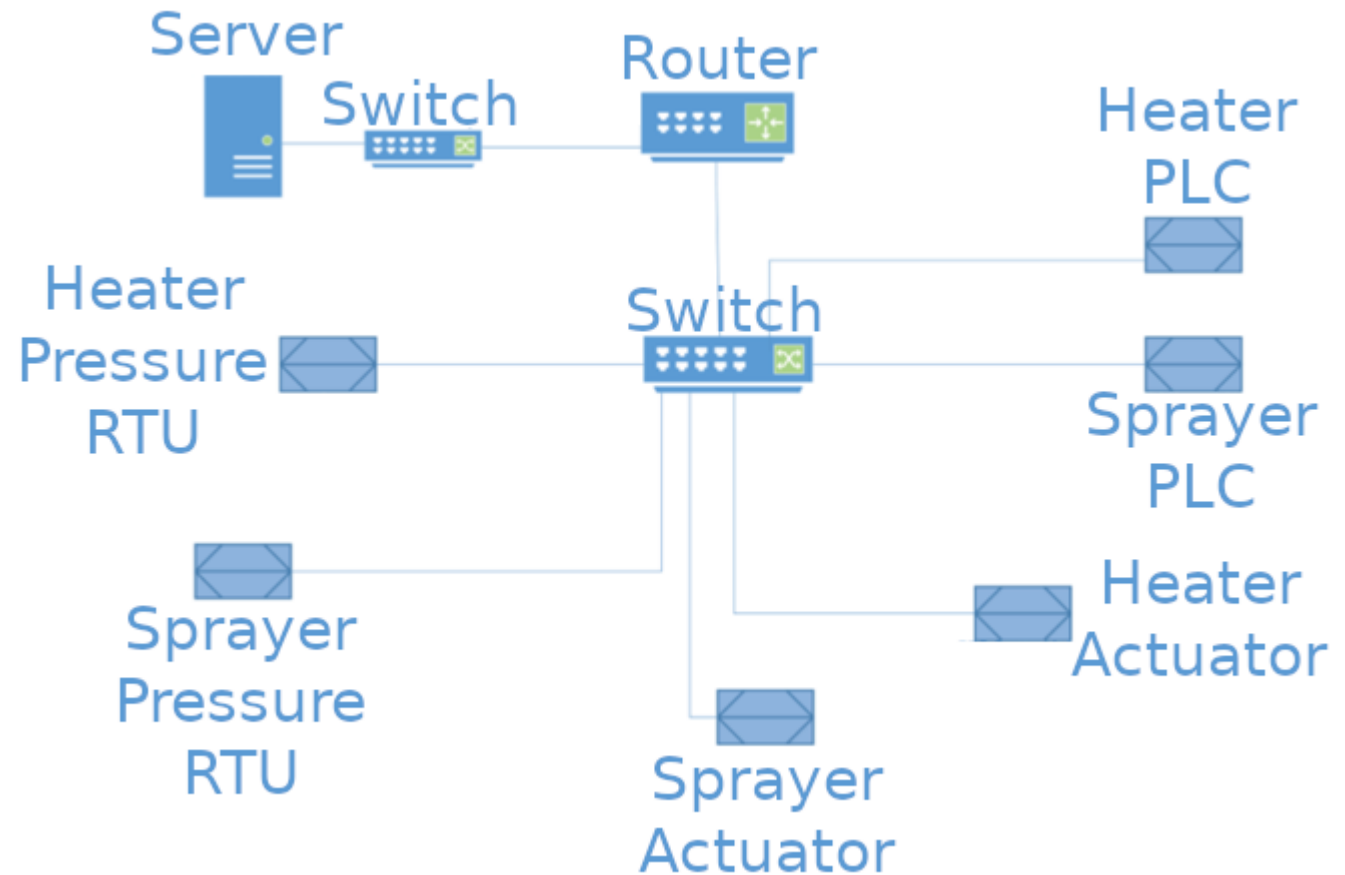 Server
Switch
Router
Heater
PLC
Heater
Pressure
RTU
Switch
Sprayer
PLC
Sprayer
Pressure
RTU
Heater
Actuator
Sprayer
Actuator